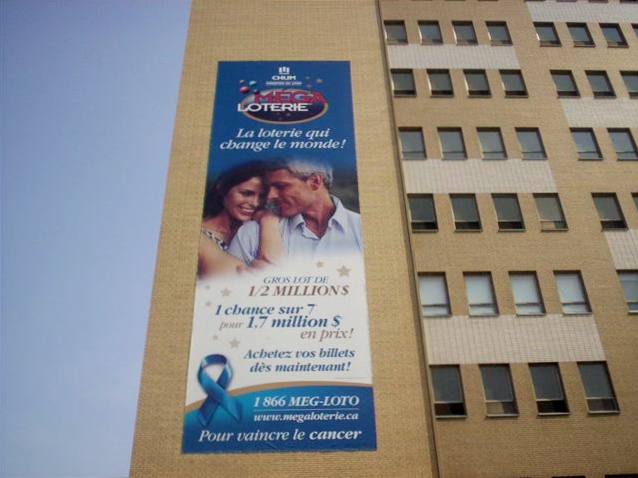 CHUM
MEGA
LOTERIE
La loterie qui
change le monde!
GROS LOT DE
1/2 MILLION$
1 chance sur 7
pour 1,7 million $
en prix!
Achetez vos billets
dès maintenant!
1 866 MEG-LOTO
www.megaloterie.ca
Pour vaincre le cancer